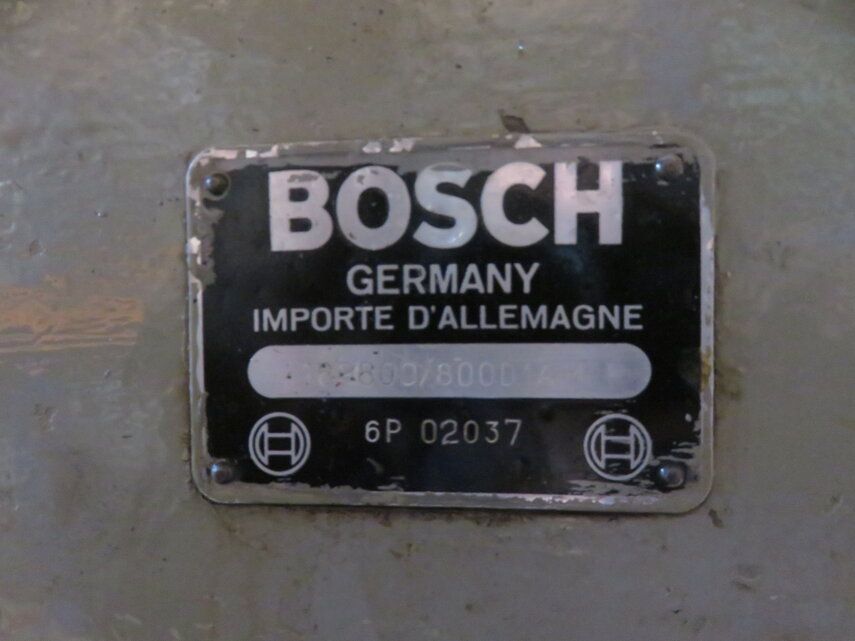 BOSCH
GERMANY
IMPORTE D'ALLEMAGNE
6P 02037